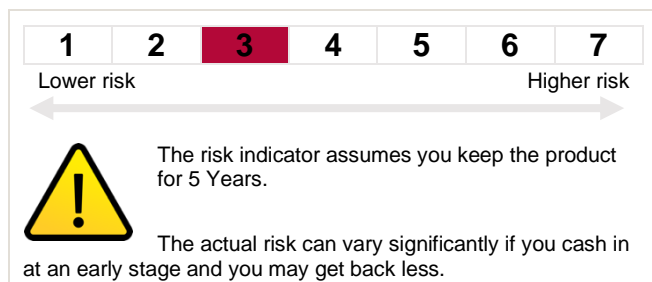 1 2 3 4 5 6 7
Lower risk Higher risk
The risk indicator assumes you keep the product
for 5 Years.
The actual risk can vary significantly if you cash in
at an early stage and you may get back less.